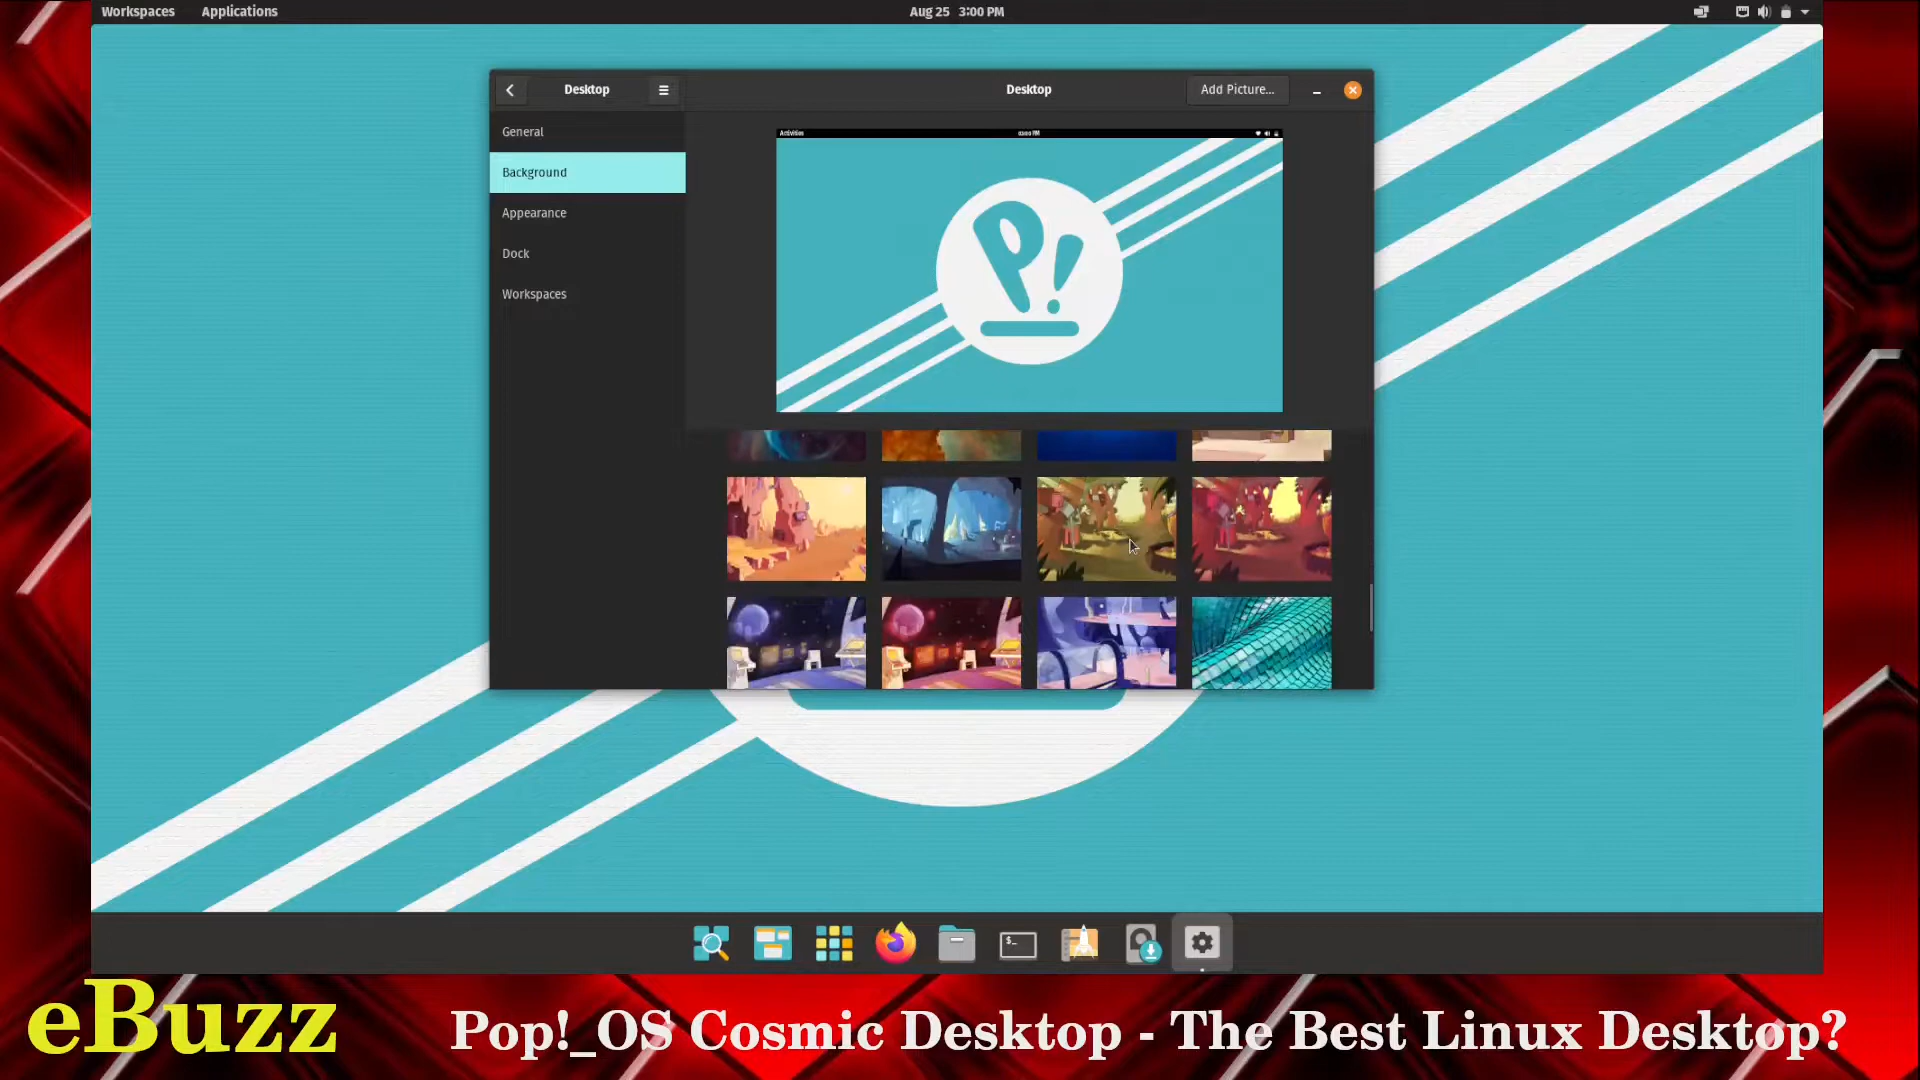 Workspaces Applications Aug 25 3:00 PM
Desktop Desktop Add Picture...
General
Background
Appearance
Dock
Workspaces
Activities
P!
$_
eBuzz Pop!_OS Cosmic Desktop - The Best Linux Desktop?